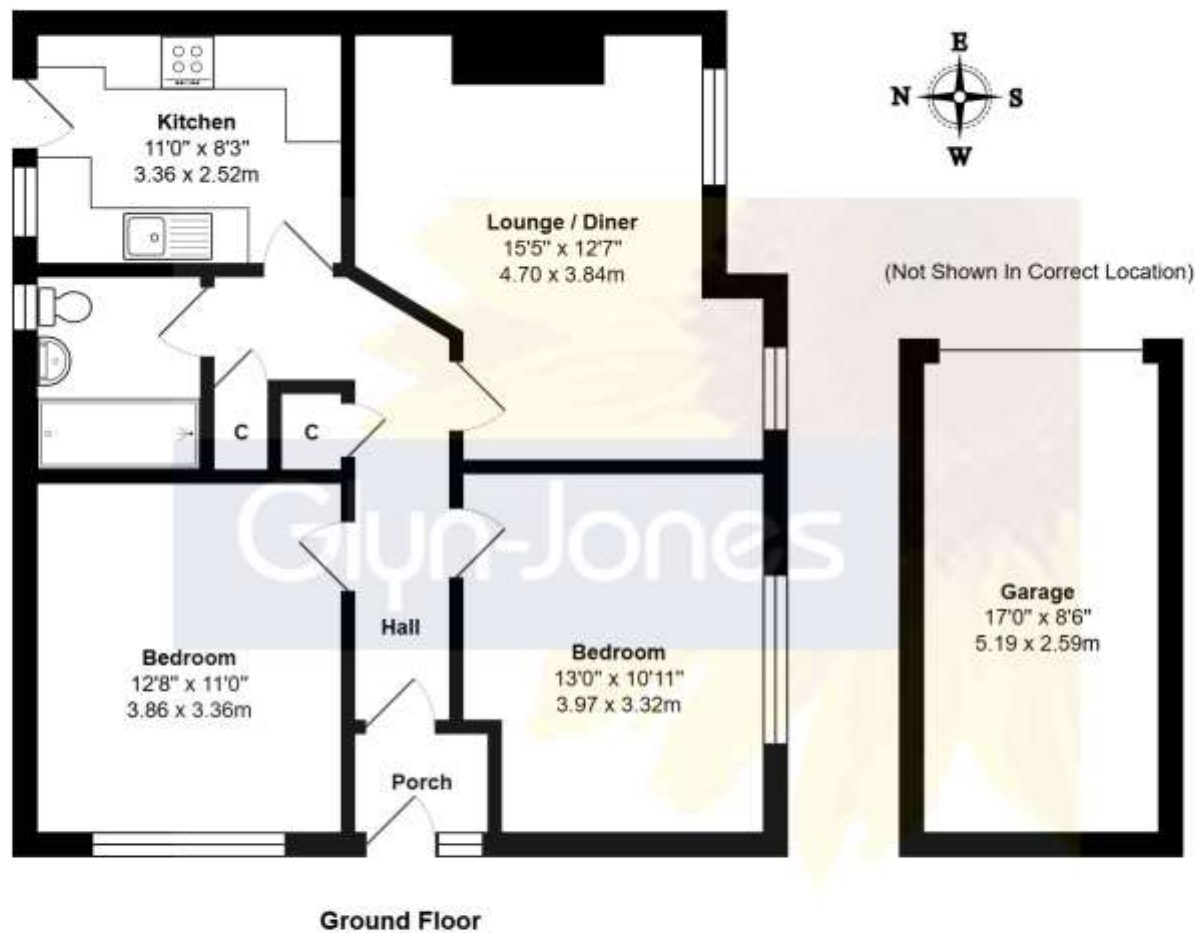 E
N S
W
Kitchen
11'0" x 8'3"
3.36 x 2.52m
Lounge / Diner
15'5" x 12'7"
4.70 x 3.84m
(Not Shown In Correct Location)
C
C
Glyn-Jones
Hall
Bedroom
12'8" x 11'0"
3.86 x 3.36m
Bedroom
13'0" x 10'11"
3.97 x 3.32m
Garage
17'0" x 8'6"
5.19 x 2.59m
Porch
Ground Floor